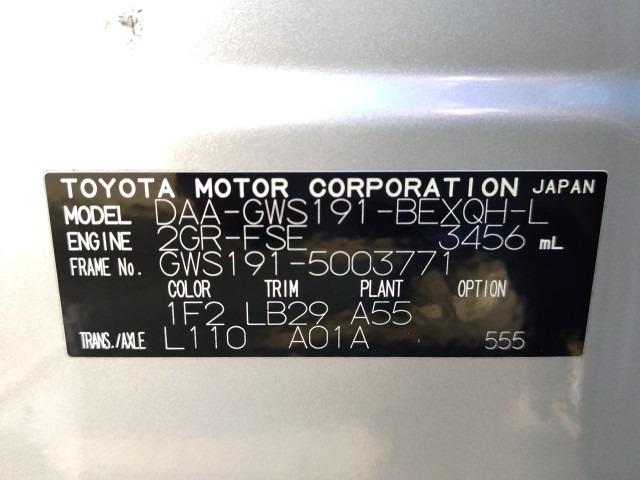 TOYOTA MOTOR CORPORATION JAPAN
MODEL DAA-GWS191-BEXQH-L
ENGINE 2GR-FSE 3456 mL
FRAME No. GWS191-5003771
COLOR TRIM PLANT OPTION
1F2 LB29 A55
TRANS./AXLE L110 A01A 555